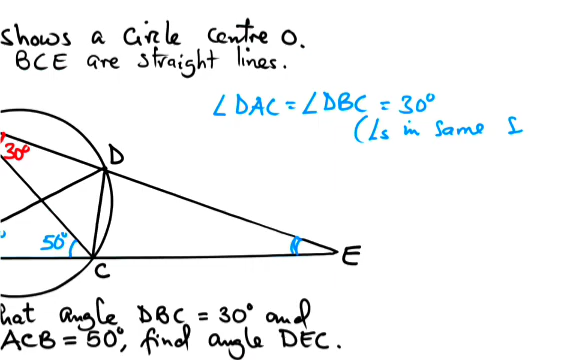 shows a Circle centre O.
BCE are straight lines.
∠DAC = ∠DBC = 30°
(∠s in same
30°
D
50°
E
C
hat angle DBC = 30° and
ACB = 50°, find angle DEC.